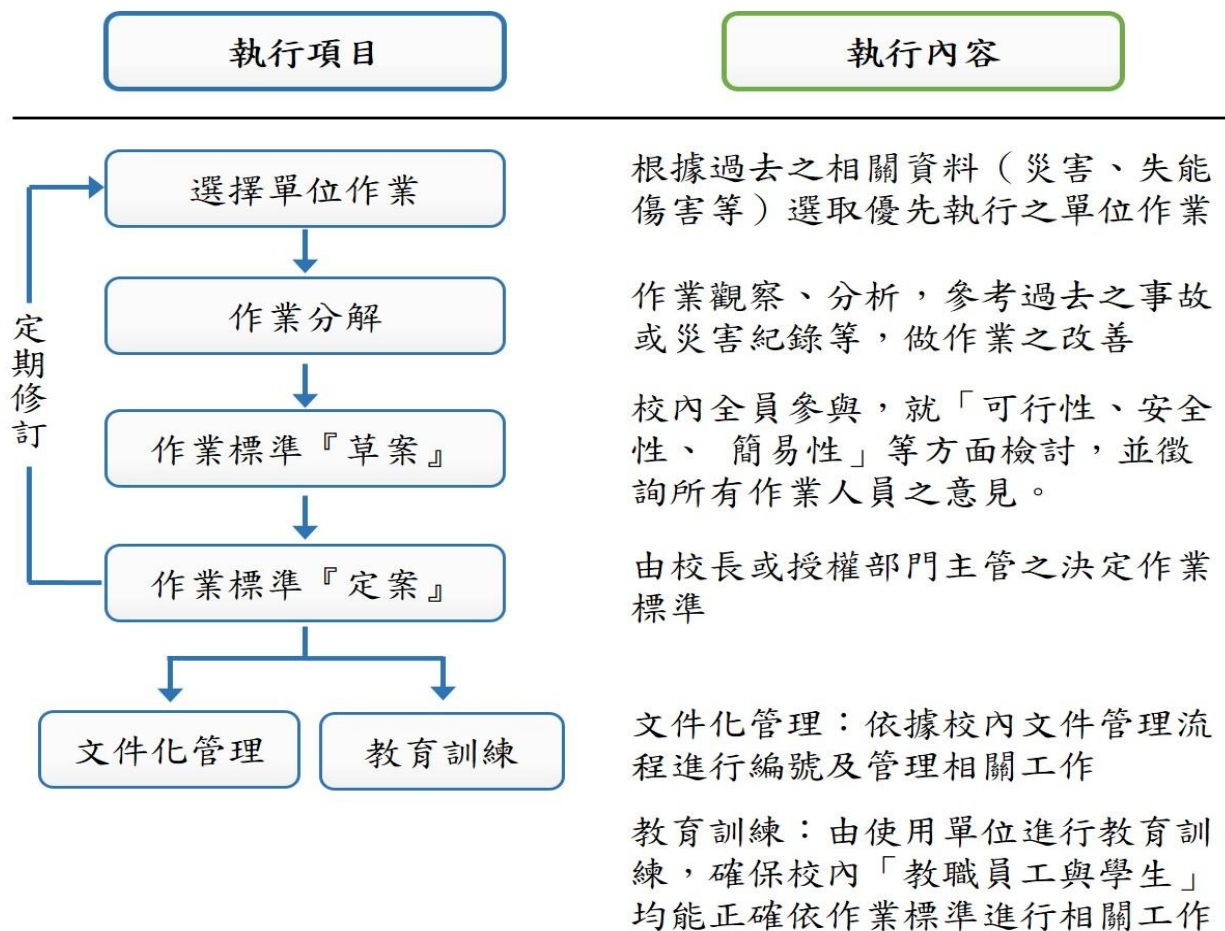 執行項目
執行內容
選擇單位作業
根據過去之相關資料（災害、失能
傷害等）選取優先執行之單位作業
作業分解
作業觀察、分析，參考過去之事故
或災害紀錄等，做作業之改善
定期修訂
作業標準『草案』
校內全員參與，就「可行性、安全
性、 簡易性」等方面檢討，並徵
詢所有作業人員之意見。
作業標準『定案』
由校長或授權部門主管之決定作業
標準
文件化管理
教育訓練
文件化管理：依據校內文件管理流
程進行編號及管理相關工作
教育訓練：由使用單位進行教育訓
練，確保校內「教職員工與學生」
均能正確依作業標準進行相關工作